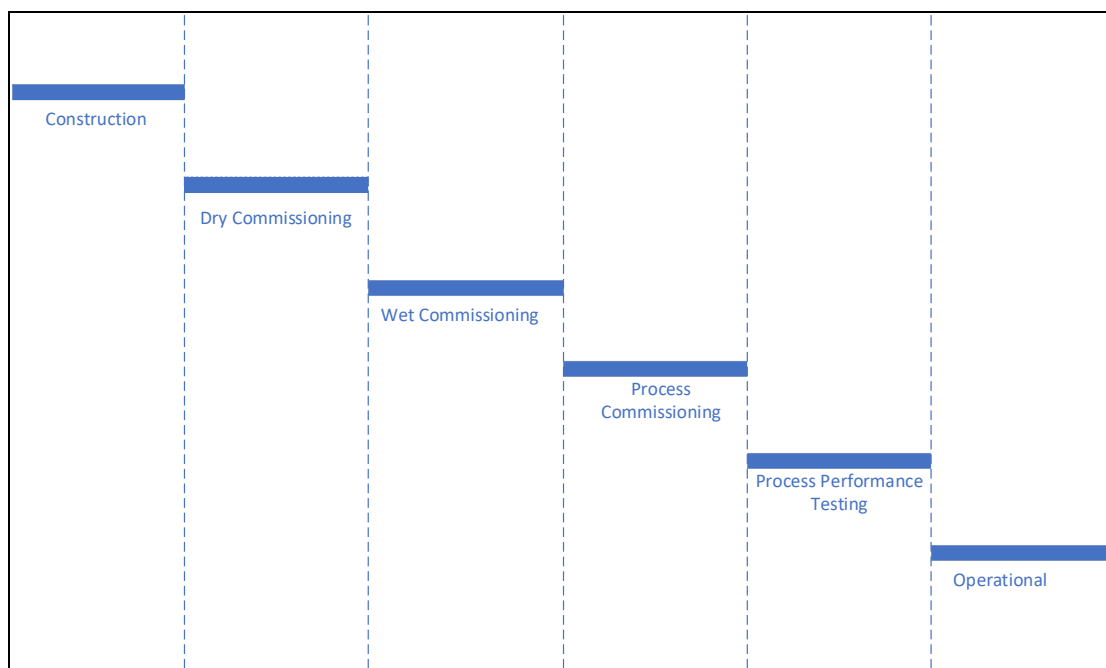 Construction
Dry Commissioning
Wet Commissioning
Process
Commissioning
Process Performance
Testing
Operational